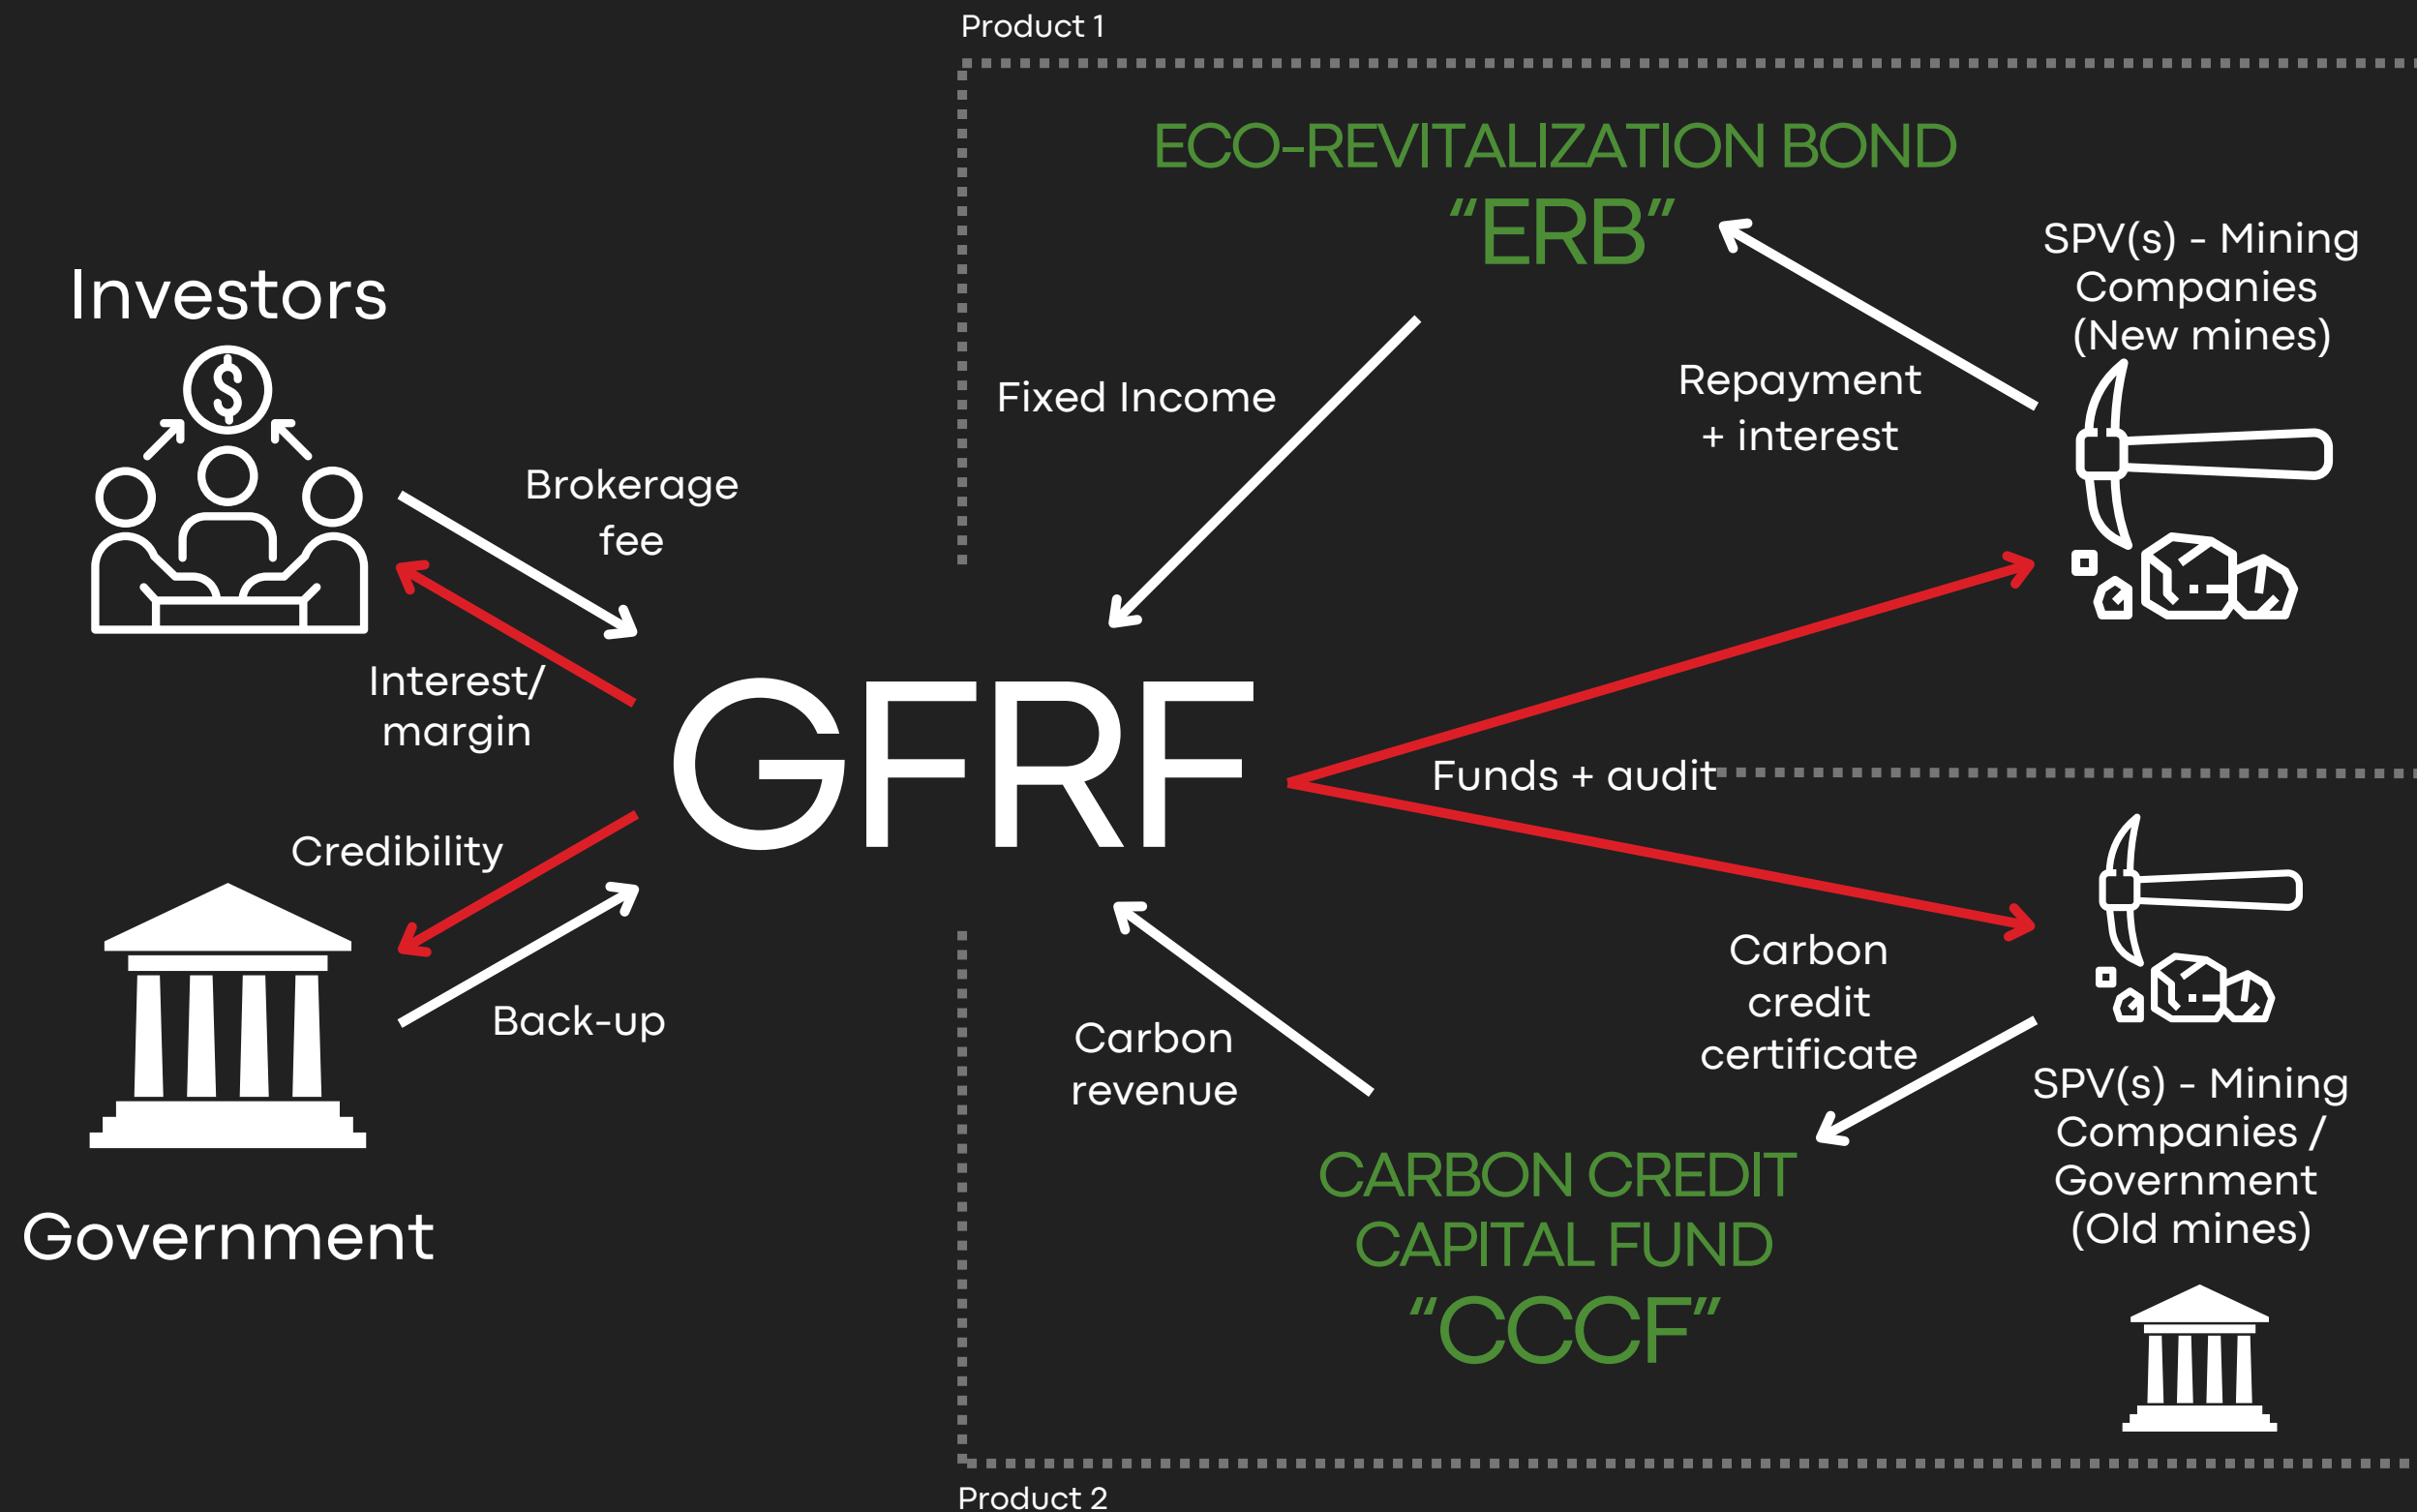 Product 1
ECO-REVITALIZATION BOND
“ERB”
SPV(s) - Mining
Companies
(New mines)
Investors
Fixed Income
Repayment
+ interest
Brokerage
fee
Interest/
margin
GFRF
Funds + audit
Credibility
Back-up
Government
Carbon
revenue
Carbon
credit
certificate
SPV(s) - Mining
Companies /
Government
(Old mines)
CARBON CREDIT
CAPITAL FUND
“CCCF”
Product 2